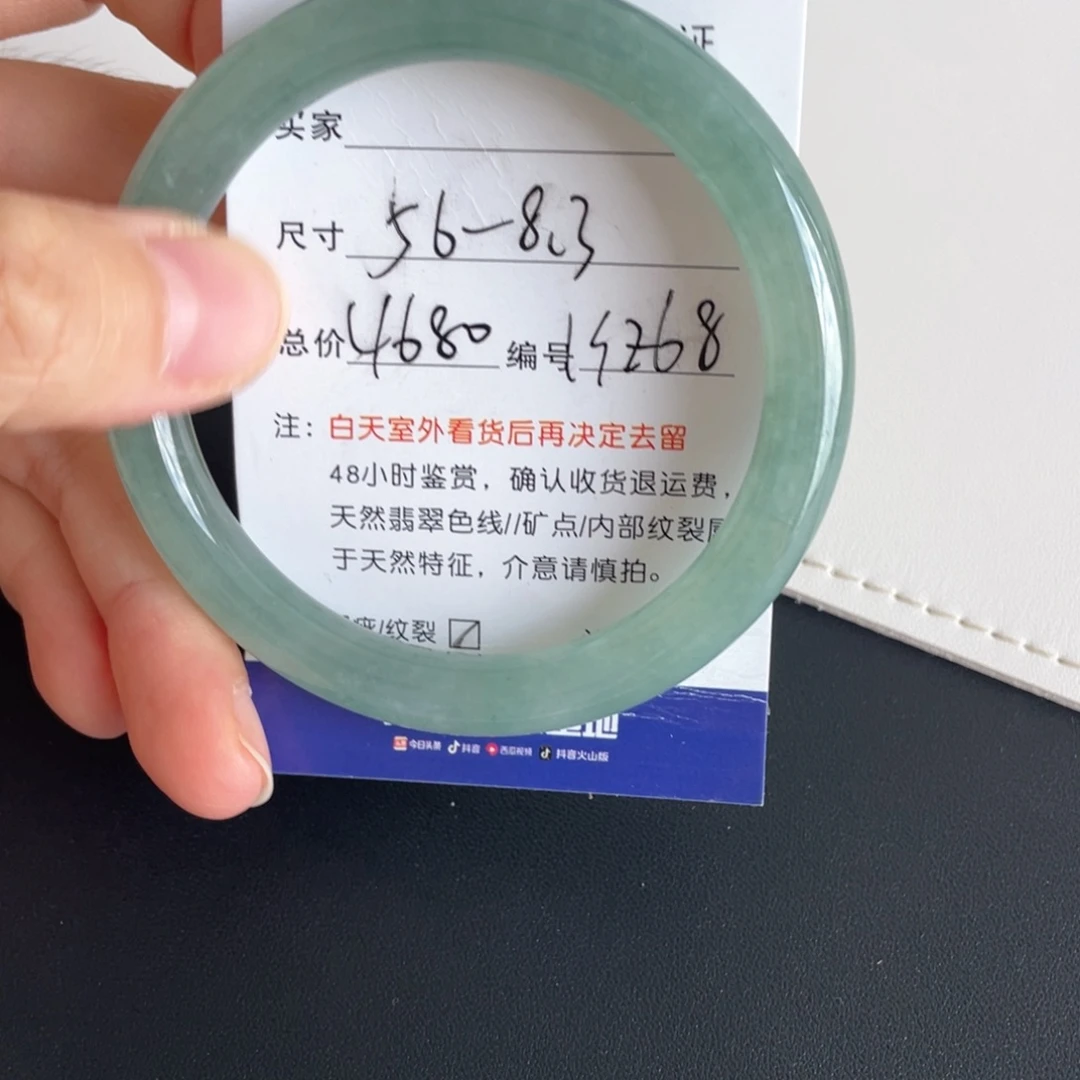 证
买家
尺寸 56-8.3
总价 4680 编号 14268
注：白天室外看货后再决定去留
48小时鉴赏，确认收货退运费，
天然翡翠色线//矿点/内部纹裂
于天然特征，介意请慎拍。
/纹裂
今日头条 抖音 西瓜视频 抖音火山版